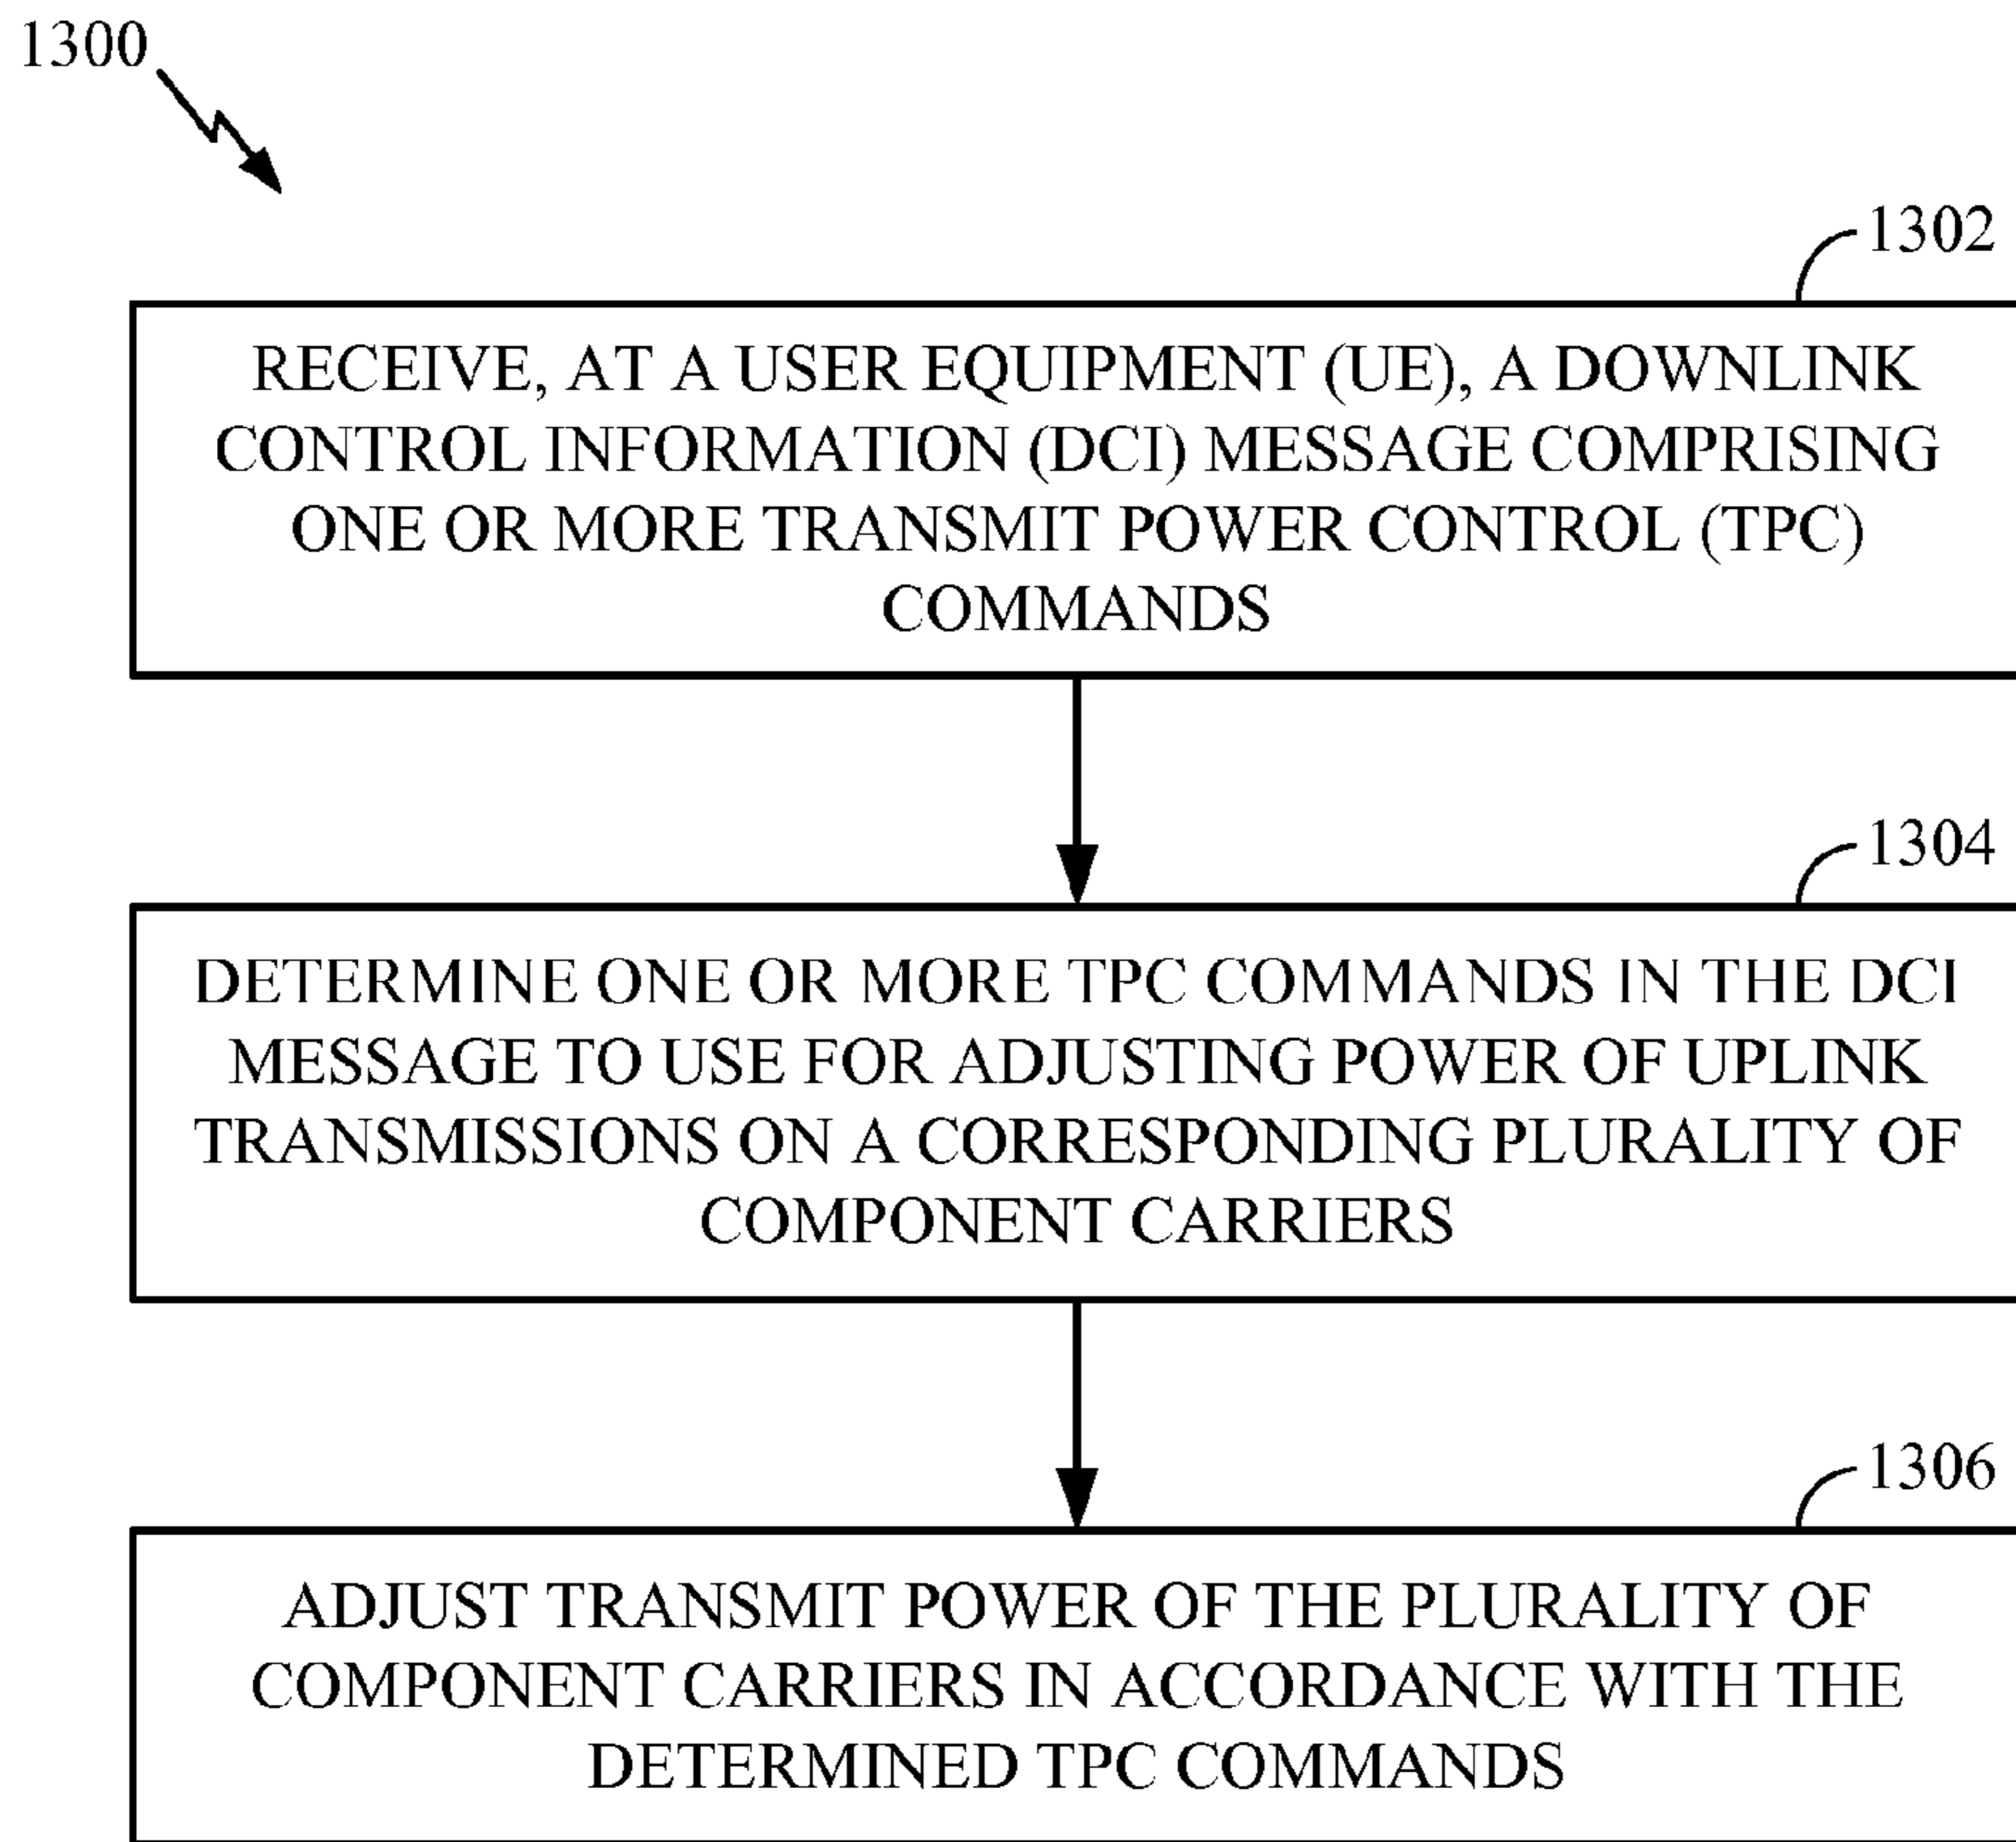 1300
1302
RECEIVE, AT A USER EQUIPMENT (UE), A DOWNLINK
CONTROL INFORMATION (DCI) MESSAGE COMPRISING
ONE OR MORE TRANSMIT POWER CONTROL (TPC)
COMMANDS
1304
DETERMINE ONE OR MORE TPC COMMANDS IN THE DCI
MESSAGE TO USE FOR ADJUSTING POWER OF UPLINK
TRANSMISSIONS ON A CORRESPONDING PLURALITY OF
COMPONENT CARRIERS
1306
ADJUST TRANSMIT POWER OF THE PLURALITY OF
COMPONENT CARRIERS IN ACCORDANCE WITH THE
DETERMINED TPC COMMANDS